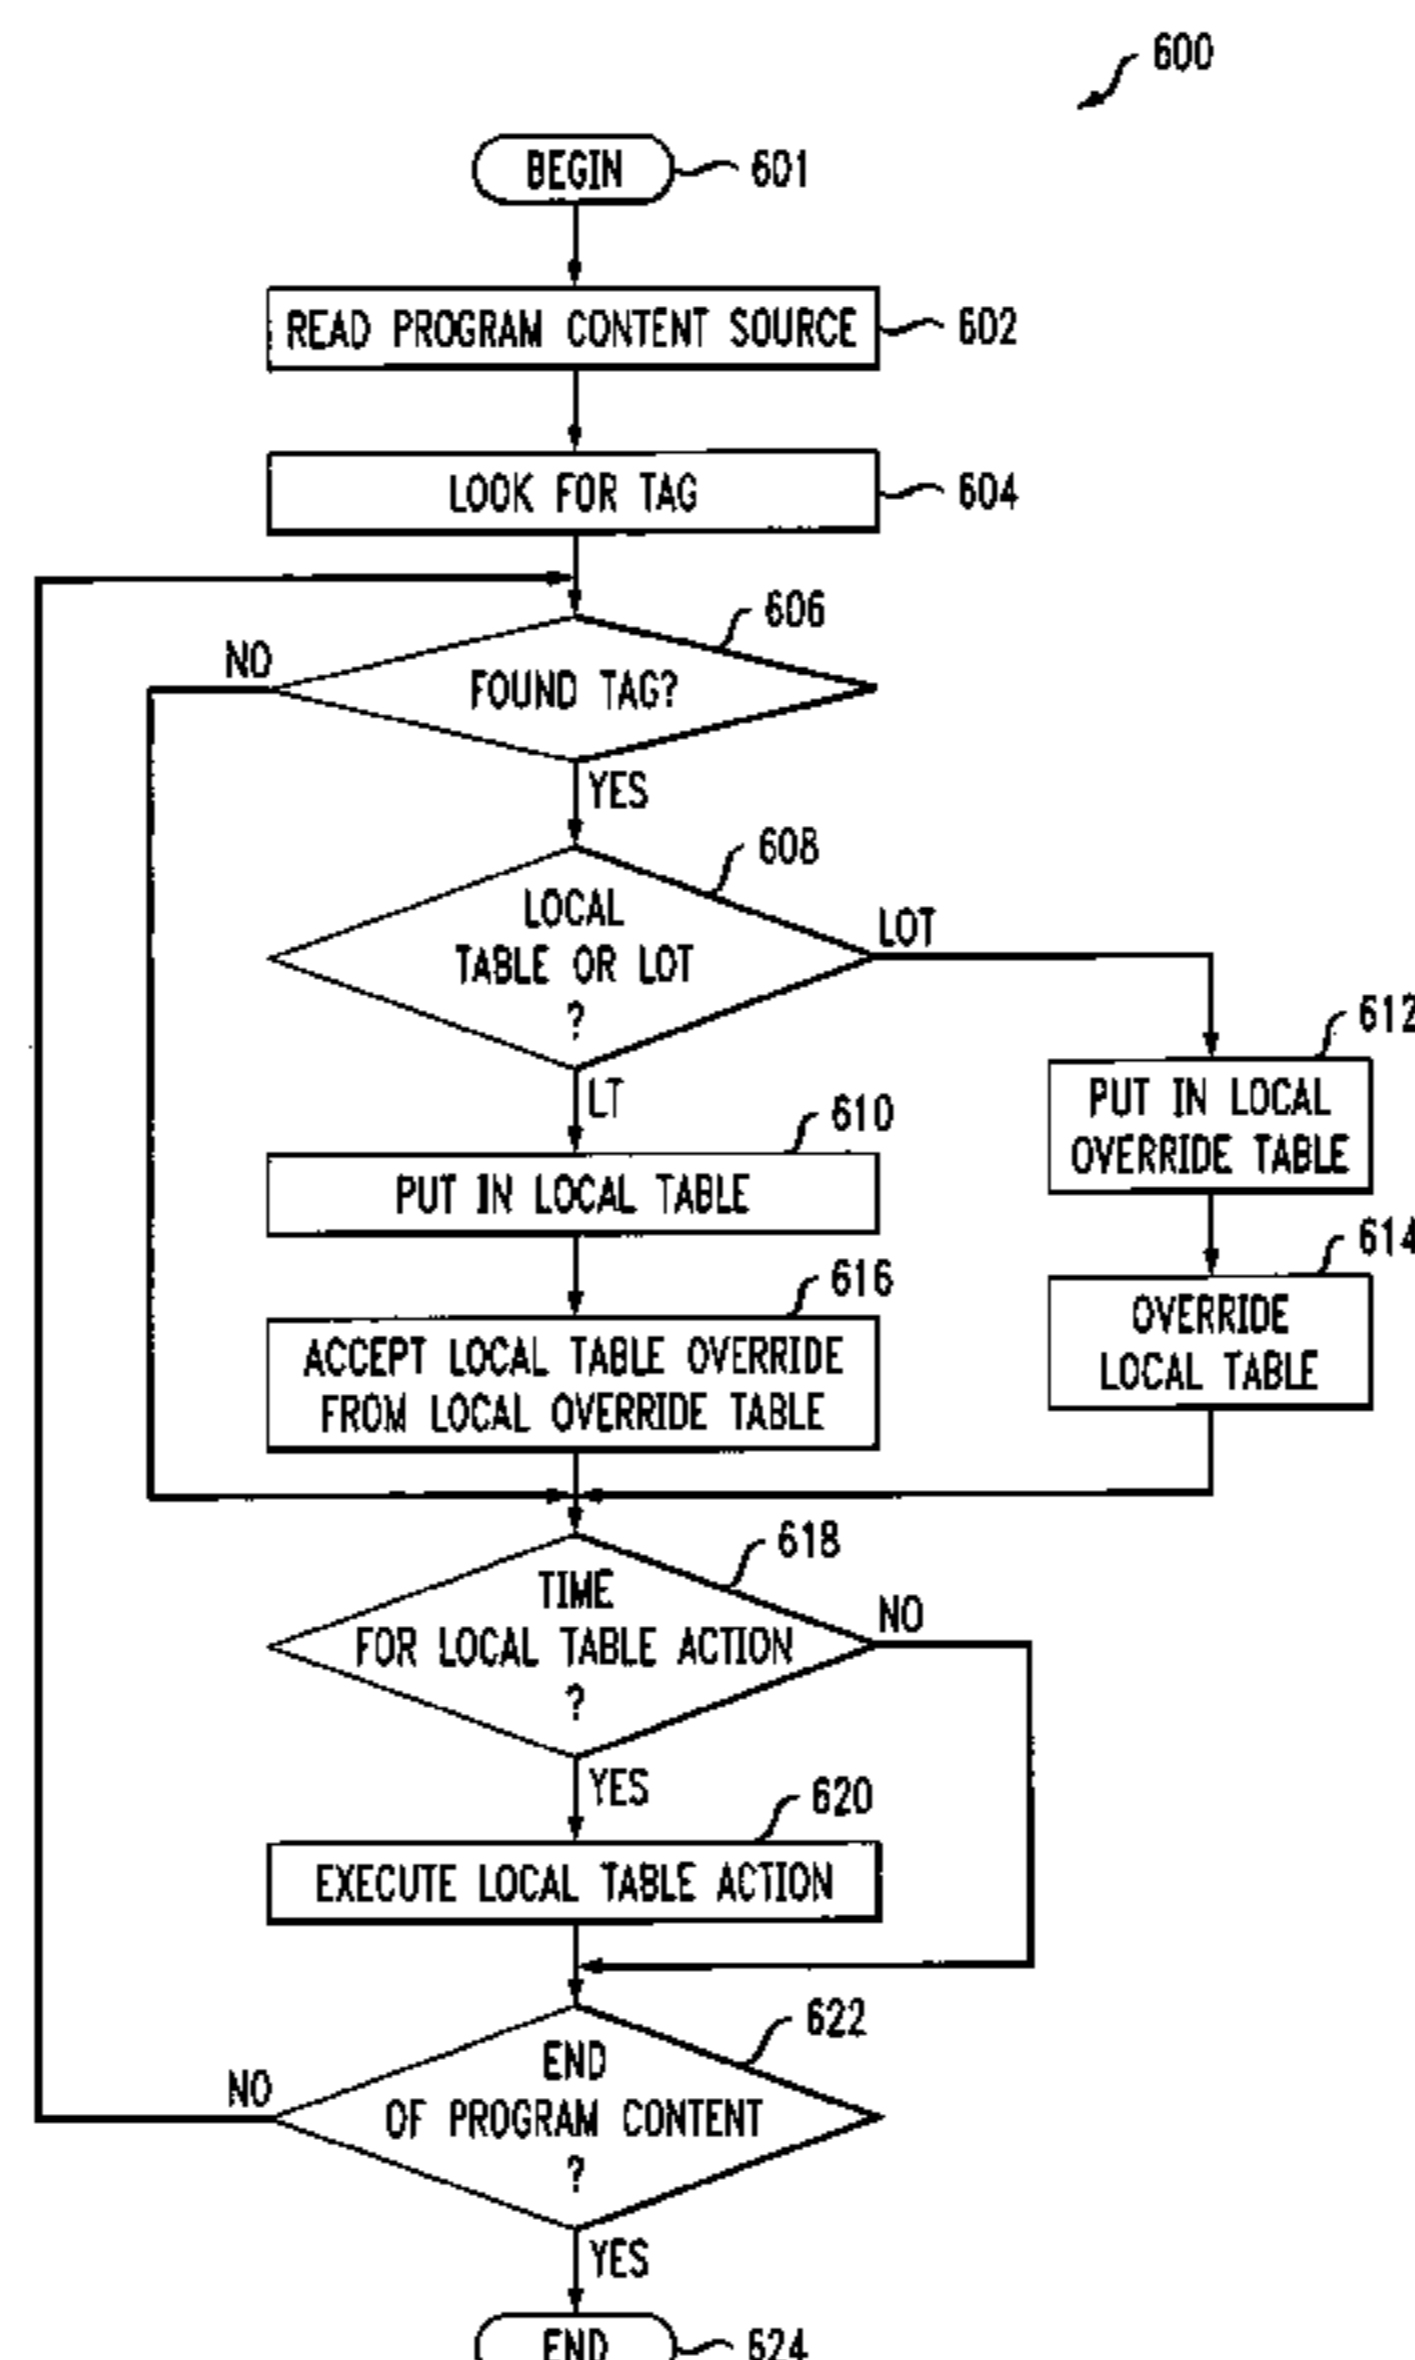 600
BEGIN
601
READ PROGRAM CONTENT SOURCE
602
LOOK FOR TAG
604
606
NO
FOUND TAG?
YES
608
LOCAL
TABLE OR LOT
?
LOT
LT
612
PUT IN LOCAL
OVERRIDE TABLE
610
PUT IN LOCAL TABLE
614
OVERRIDE
LOCAL TABLE
616
ACCEPT LOCAL TABLE OVERRIDE
FROM LOCAL OVERRIDE TABLE
618
TIME
FOR LOCAL TABLE ACTION
?
NO
YES
620
EXECUTE LOCAL TABLE ACTION
622
END
OF PROGRAM CONTENT
?
NO
YES
END
624